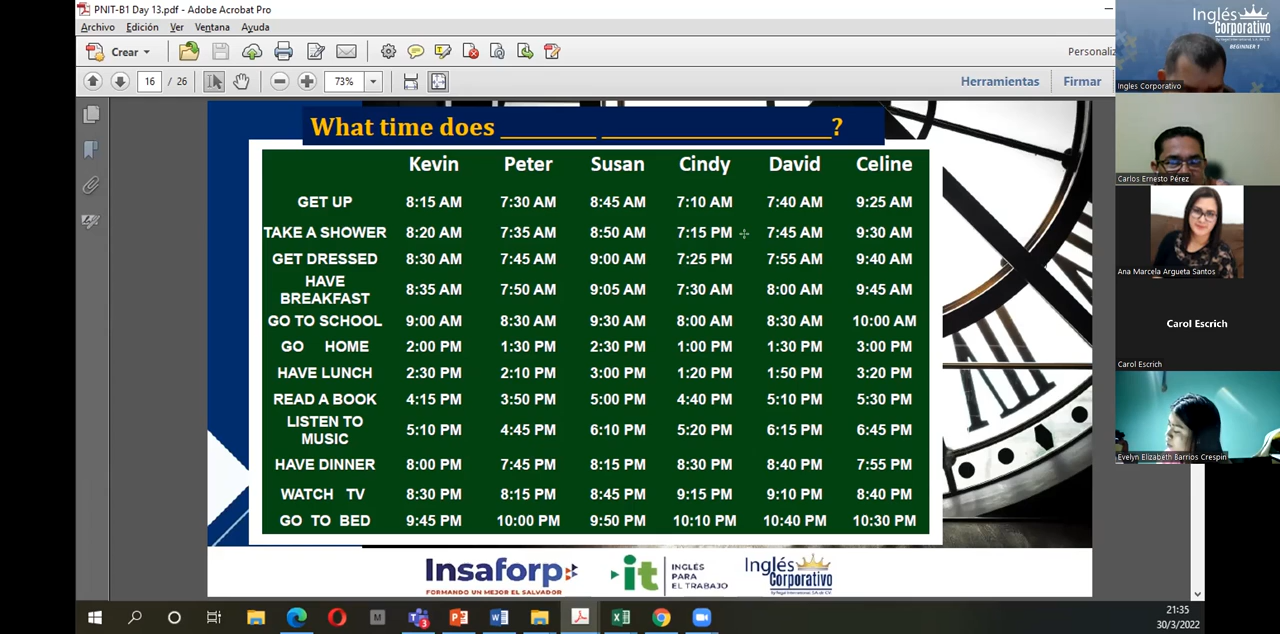 PNIT-B1 Day 13.pdf - Adobe Acrobat Pro
Archivo Edición Ver Ventana Ayuda
Crear
Personaliz
16 / 26
73%
Herramientas
Firmar
What time does ________ ____________________?
Kevin Peter Susan Cindy David Celine
GET UP 8:15 AM 7:30 AM 8:45 AM 7:10 AM 7:40 AM 9:25 AM
TAKE A SHOWER 8:20 AM 7:35 AM 8:50 AM 7:15 PM 7:45 AM 9:30 AM
GET DRESSED 8:30 AM 7:45 AM 9:00 AM 7:25 PM 7:55 AM 9:40 AM
HAVE
BREAKFAST 8:35 AM 7:50 AM 9:05 AM 7:30 AM 8:00 AM 9:45 AM
GO TO SCHOOL 9:00 AM 8:30 AM 9:30 AM 8:00 AM 8:30 AM 10:00 AM
GO HOME 2:00 PM 1:30 PM 2:30 PM 1:00 PM 1:30 PM 3:00 PM
HAVE LUNCH 2:30 PM 2:10 PM 3:00 PM 1:20 PM 1:50 PM 3:20 PM
READ A BOOK 4:15 PM 3:50 PM 5:00 PM 4:40 PM 5:10 PM 5:30 PM
LISTEN TO
MUSIC 5:10 PM 4:45 PM 6:10 PM 5:20 PM 6:15 PM 6:45 PM
HAVE DINNER 8:00 PM 7:45 PM 8:15 PM 8:30 PM 8:40 PM 7:55 PM
WATCH TV 8:30 PM 8:15 PM 8:45 PM 9:15 PM 9:10 PM 8:40 PM
GO TO BED 9:45 PM 10:00 PM 9:50 PM 10:10 PM 10:40 PM 10:30 PM
Insaforp
FORMANDO UN MEJOR EL SALVADOR
it
INGLÉS
PARA
EL TRABAJO
Inglés
Corporativo
Inglés
Corporativo
BEGINNER 1
Ingles Corporativo
Carlos Ernesto Pérez
Ana Marcela Argueta Santos
Carol Escrich
Carol Escrich
Evelyn Elizabeth Barrios Crespin
21:35
30/3/2022